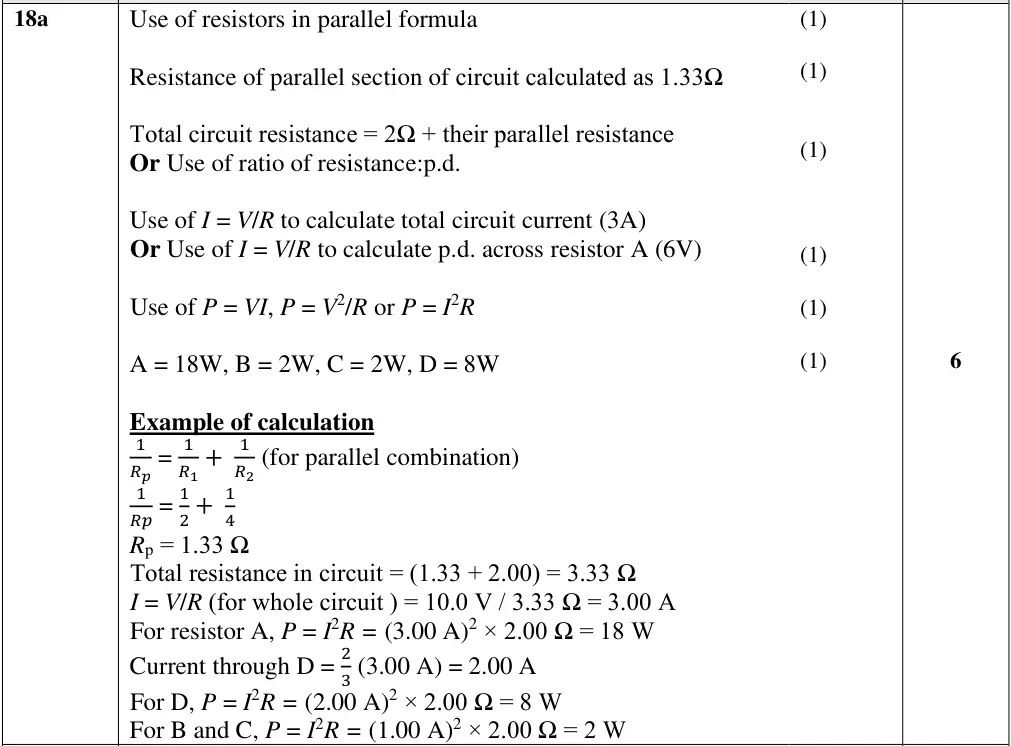 18a Use of resistors in parallel formula (1)
Resistance of parallel section of circuit calculated as 1.33Ω (1)
Total circuit resistance = 2Ω + their parallel resistance
Or Use of ratio of resistance:p.d. (1)
Use of I = V/R to calculate total circuit current (3A)
Or Use of I = V/R to calculate p.d. across resistor A (6V) (1)
Use of P = VI, P = V²/R or P = I²R (1)
A = 18W, B = 2W, C = 2W, D = 8W (1) 6
Example of calculation
1/Rₚ = 1/R₁ + 1/R₂ (for parallel combination)
1/Rp = 1/2 + 1/4
Rₚ = 1.33 Ω
Total resistance in circuit = (1.33 + 2.00) = 3.33 Ω
I = V/R (for whole circuit ) = 10.0 V / 3.33 Ω = 3.00 A
For resistor A, P = I²R = (3.00 A)² × 2.00 Ω = 18 W
Current through D = 2/3 (3.00 A) = 2.00 A
For D, P = I²R = (2.00 A)² × 2.00 Ω = 8 W
For B and C, P = I²R = (1.00 A)² × 2.00 Ω = 2 W